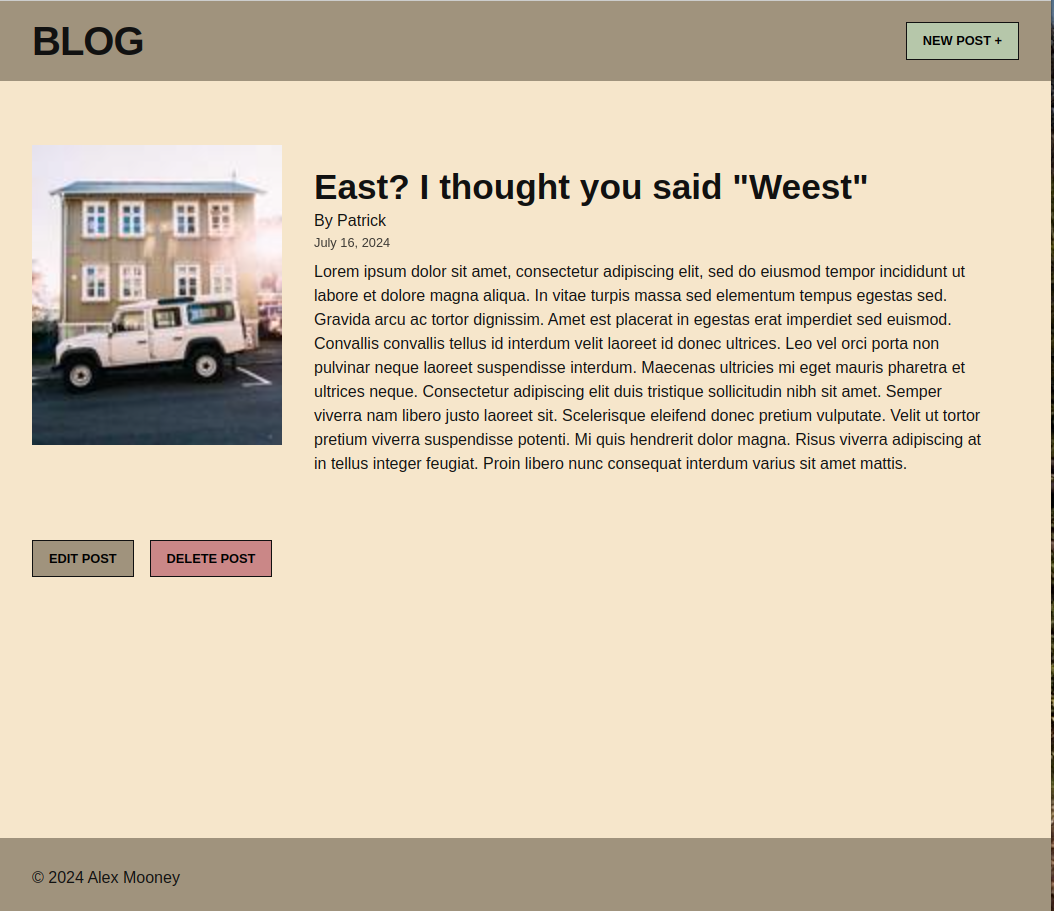 BLOG
NEW POST +
East? I thought you said "Weest"
By Patrick
July 16, 2024
Lorem ipsum dolor sit amet, consectetur adipiscing elit, sed do eiusmod tempor incididunt ut
labore et dolore magna aliqua. In vitae turpis massa sed elementum tempus egestas sed.
Gravida arcu ac tortor dignissim. Amet est placerat in egestas erat imperdiet sed euismod.
Convallis convallis tellus id interdum velit laoreet id donec ultrices. Leo vel orci porta non
pulvinar neque laoreet suspendisse interdum. Maecenas ultricies mi eget mauris pharetra et
ultrices neque. Consectetur adipiscing elit duis tristique sollicitudin nibh sit amet. Semper
viverra nam libero justo laoreet sit. Scelerisque eleifend donec pretium vulputate. Velit ut tortor
pretium viverra suspendisse potenti. Mi quis hendrerit dolor magna. Risus viverra adipiscing at
in tellus integer feugiat. Proin libero nunc consequat interdum varius sit amet mattis.
EDIT POST
DELETE POST
© 2024 Alex Mooney